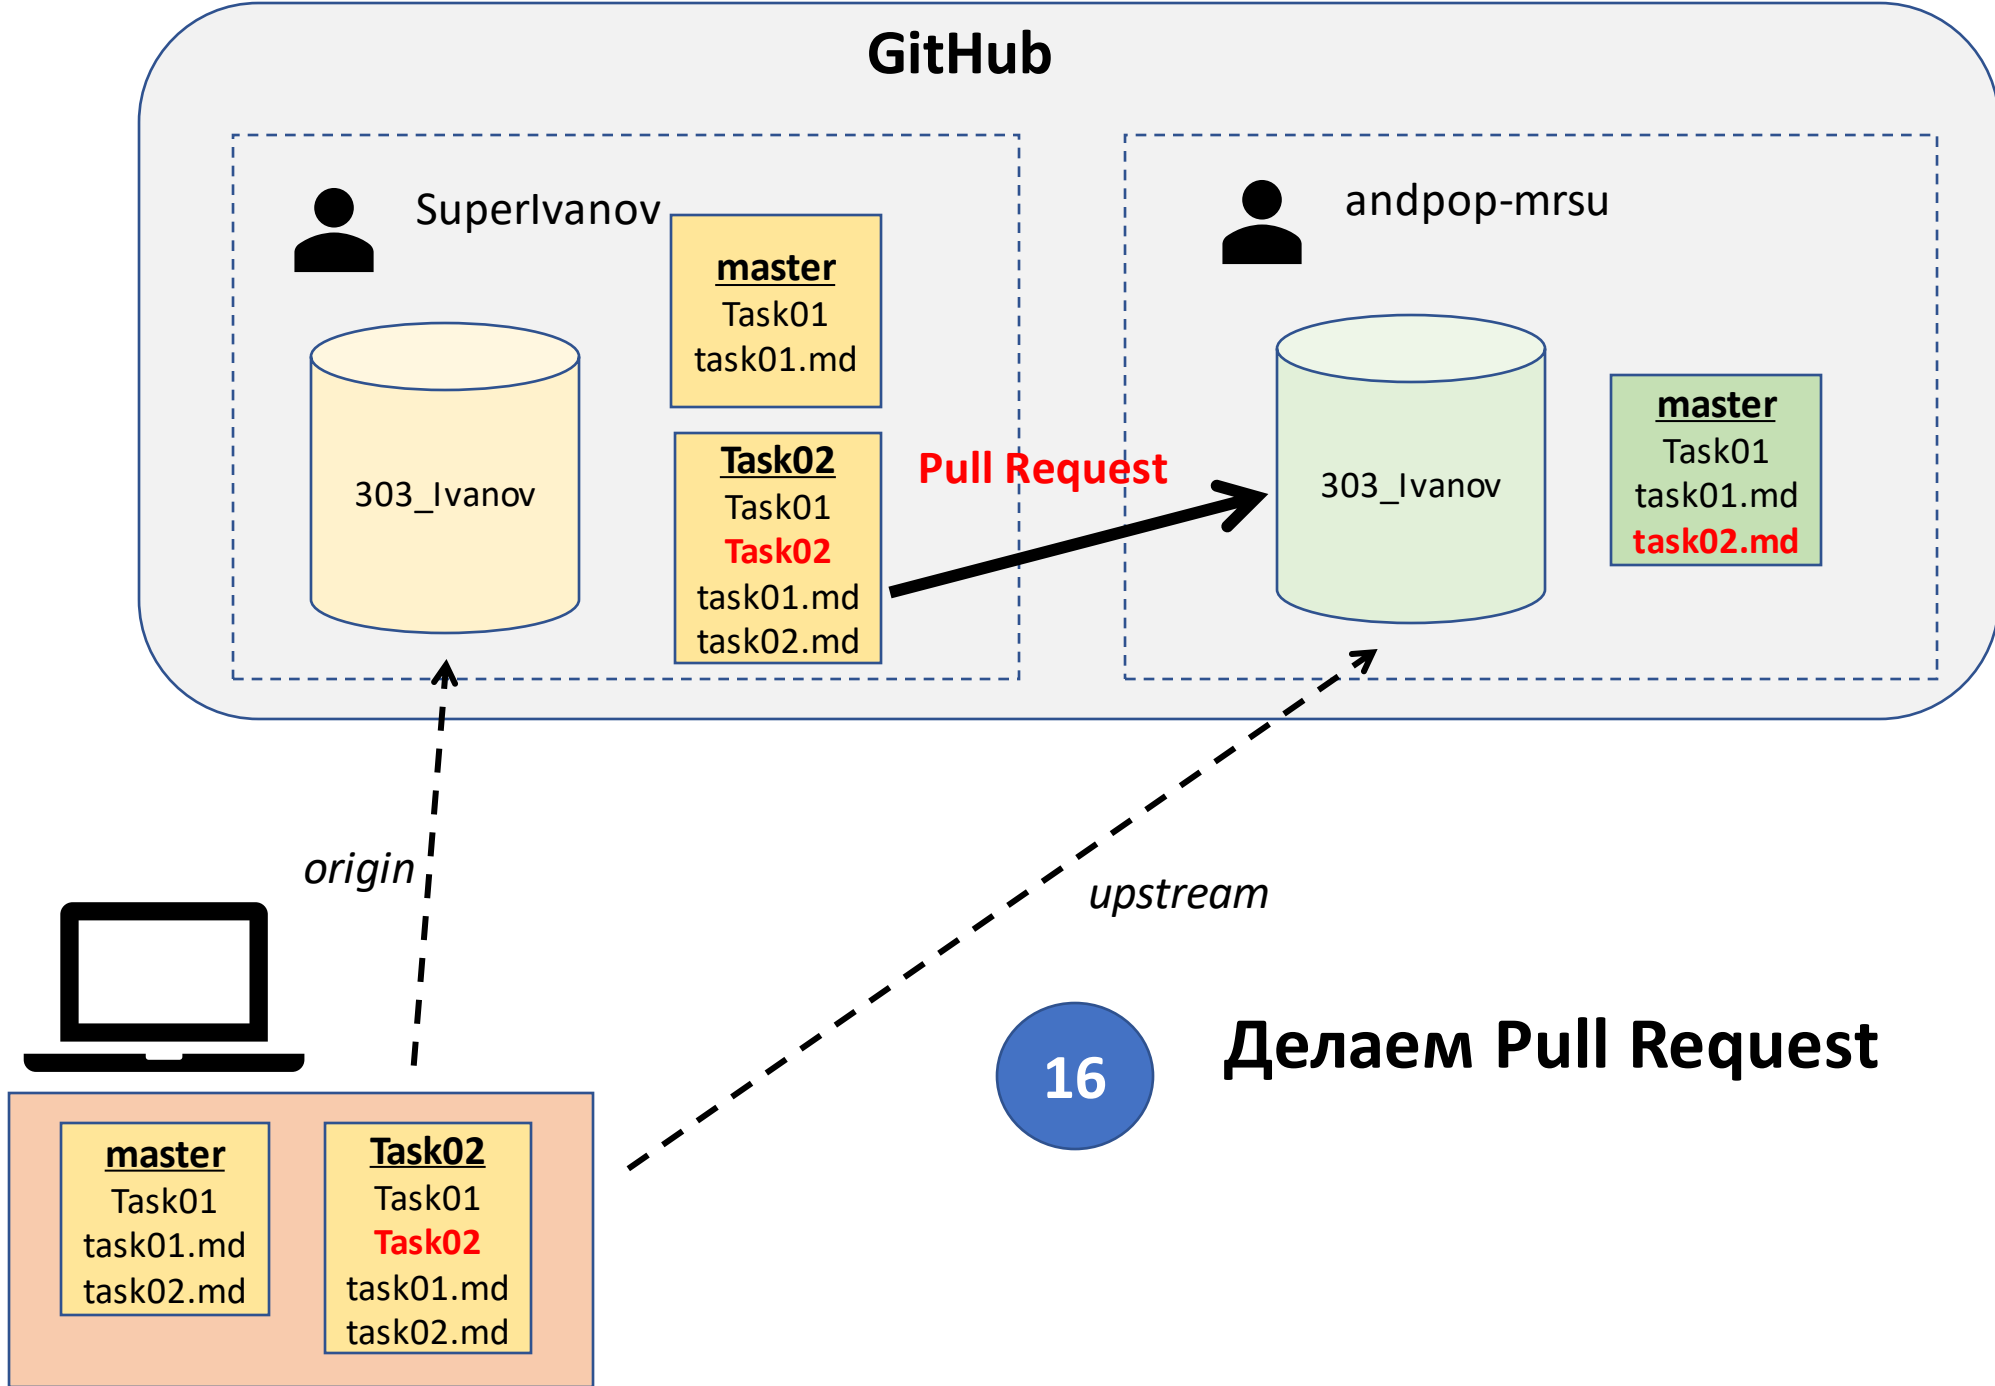 GitHub
SuperIvanov
master
Task01
task01.md
303_Ivanov
Task02
Task01
Task02
task01.md
task02.md
Pull Request
andpop-mrsu
303_Ivanov
master
Task01
task01.md
task02.md
origin
upstream
16
Делаем Pull Request
master
Task01
task01.md
task02.md
Task02
Task01
Task02
task01.md
task02.md